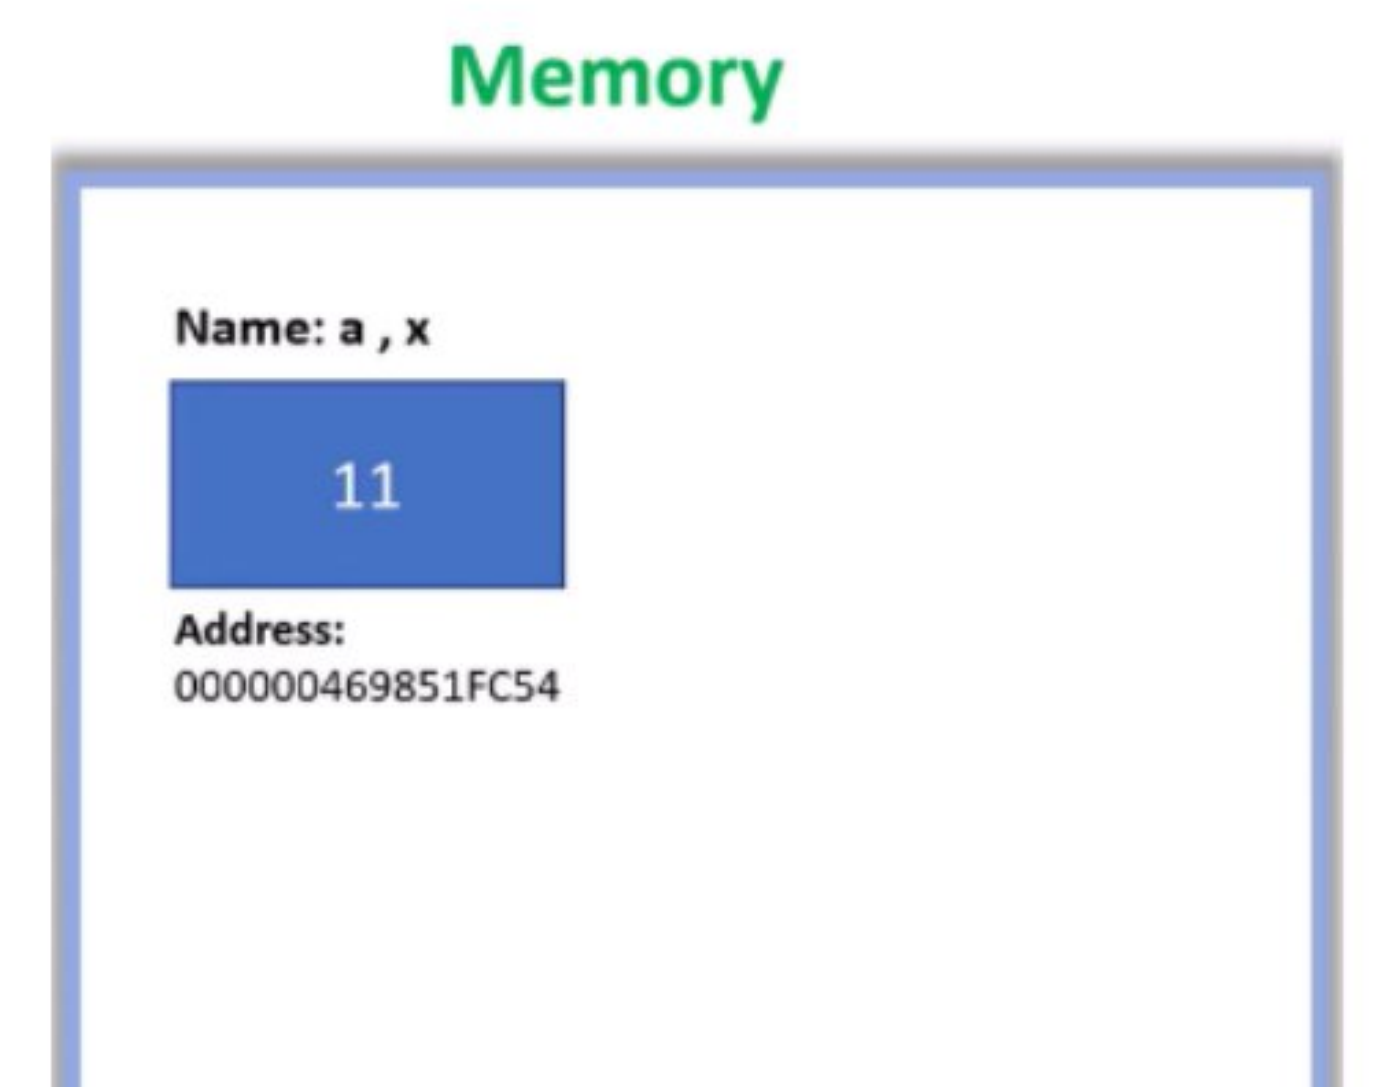 Memory
Name: a , x
11
Address:
000000469851FC54